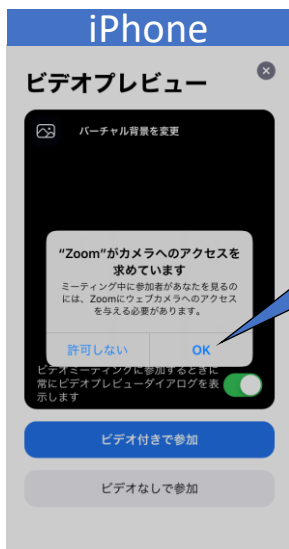 iPhone
ビデオプレビュー
バーチャル背景を変更
"Zoom"がカメラへのアクセスを
求めています
ミーティング中に参加者があなたを見るの
には、Zoomにウェブカメラへのアクセス
を与える必要があります。
許可しない OK
ビデオミーティングに参加するときに
常にビデオプレビューダイアログを表
示します
ビデオ付きで参加
ビデオなしで参加